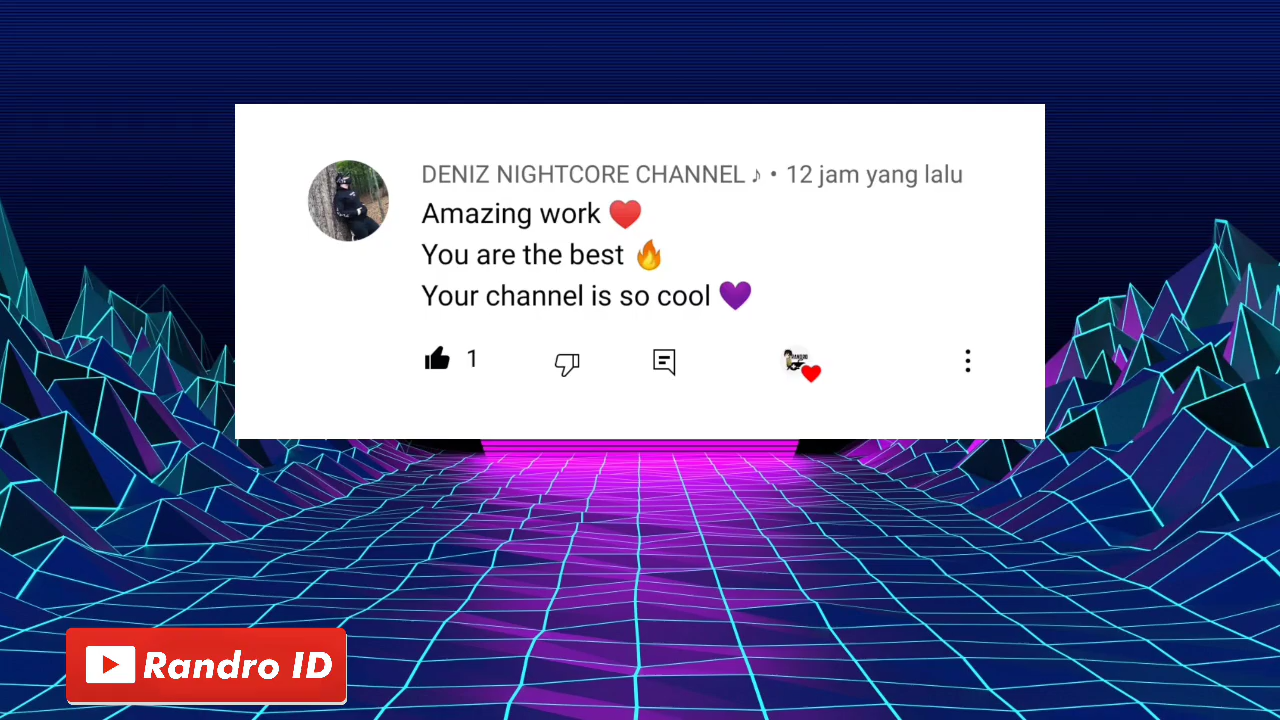 DENIZ NIGHTCORE CHANNEL ♪ • 12 jam yang lalu
Amazing work ❤️
You are the best 🔥
Your channel is so cool 💜
1
Randro ID